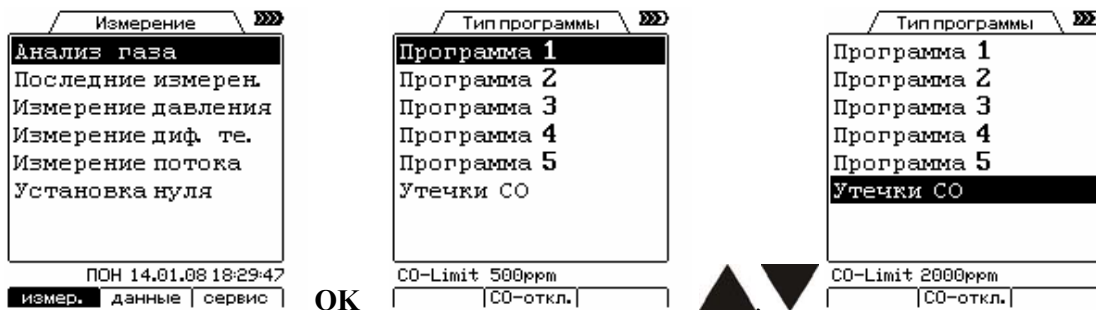 Измерение
Анализ газа
Последние измерен.
Измерение давления
Измерение диф. те.
Измерение потока
Установка нуля
ПОН 14.01.08 18:29:47
измер. данные сервис
OK
Тип программы
Программа 1
Программа 2
Программа 3
Программа 4
Программа 5
Утечки CO
CO-Limit 500ppm
CO-откл.
,
Тип программы
Программа 1
Программа 2
Программа 3
Программа 4
Программа 5
Утечки CO
CO-Limit 2000ppm
CO-откл.